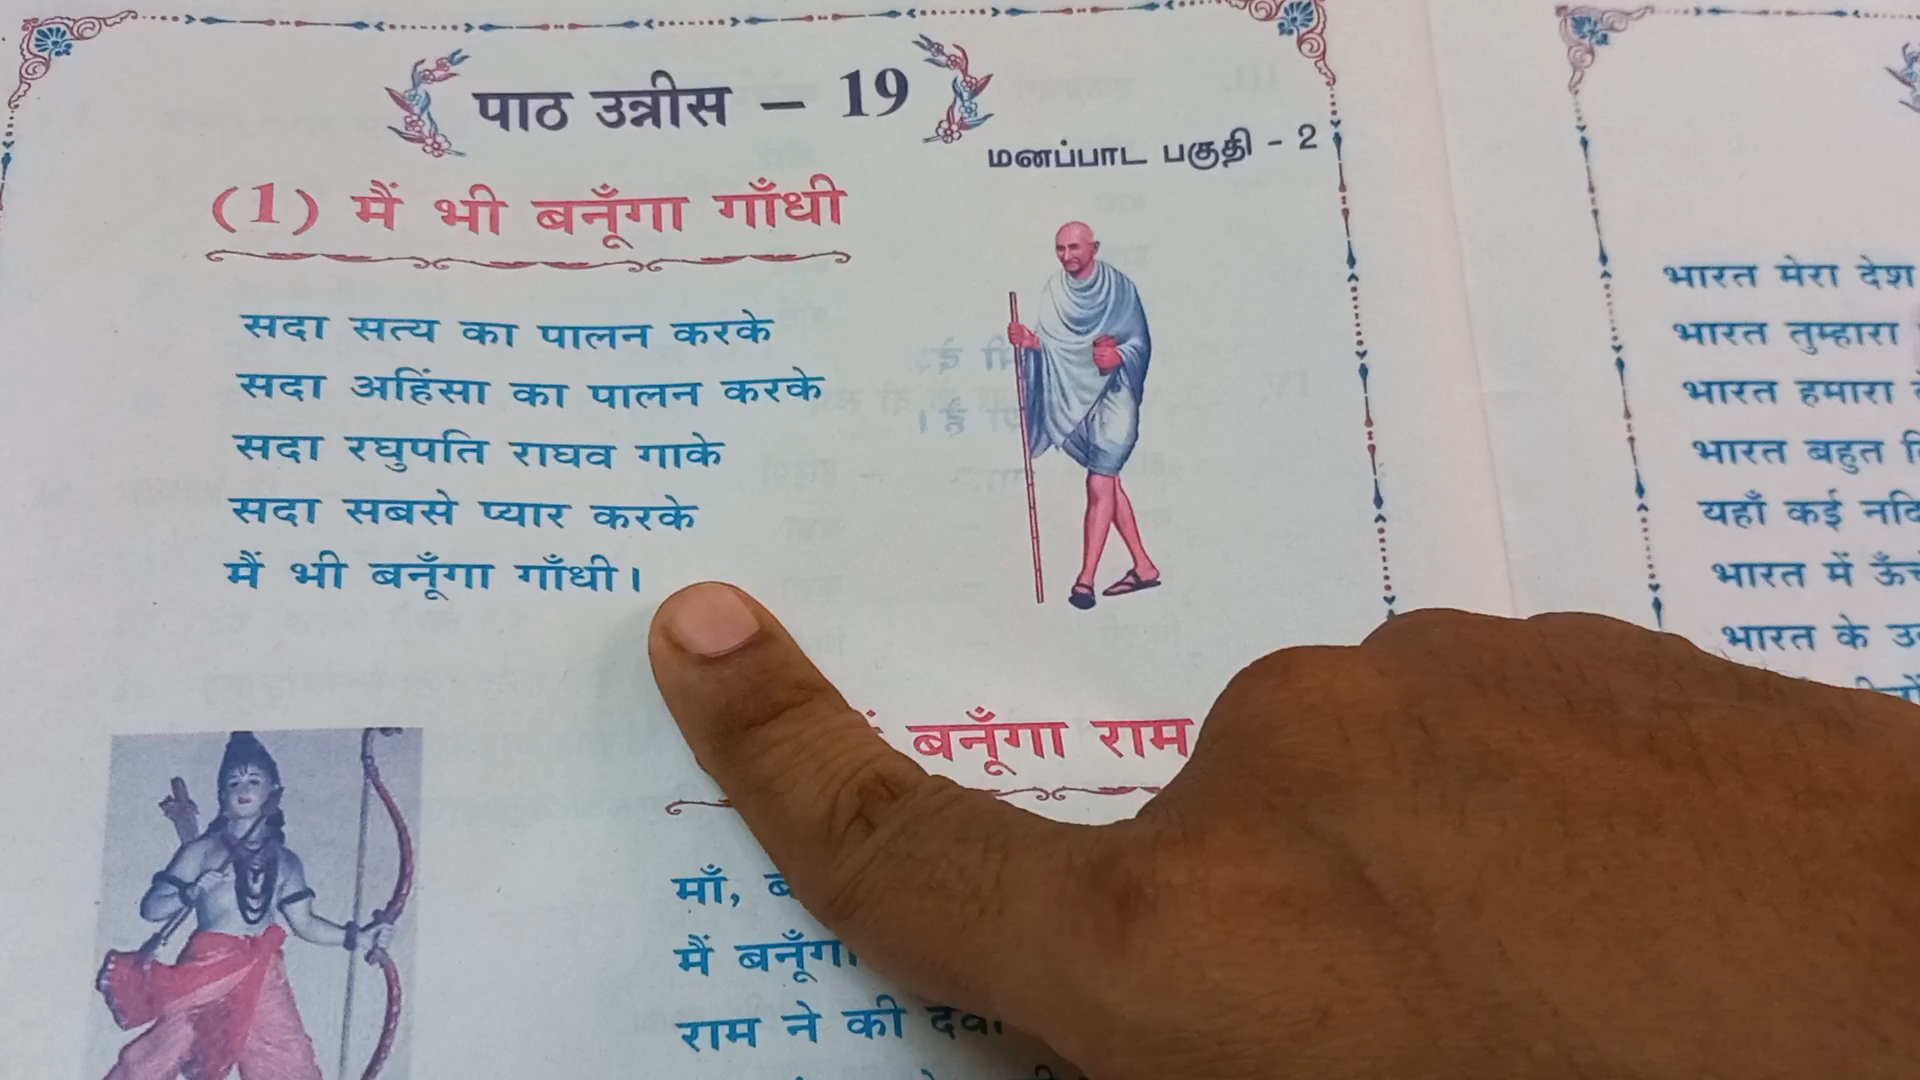 पाठ उन्नीस – 19
மனப்பாட பகுதி - 2
(1) मैं भी बनूँगा गाँधी
सदा सत्य का पालन करके
सदा अहिंसा का पालन करके
सदा रघुपति राघव गाके
सदा सबसे प्यार करके
मैं भी बनूँगा गाँधी।
बनूँगा राम
माँ,
मैं बनूँगा
राम ने की
भारत मेरा देश
भारत तुम्हारा
भारत हमारा
भारत बहुत
यहाँ कई
भारत में
भारत के